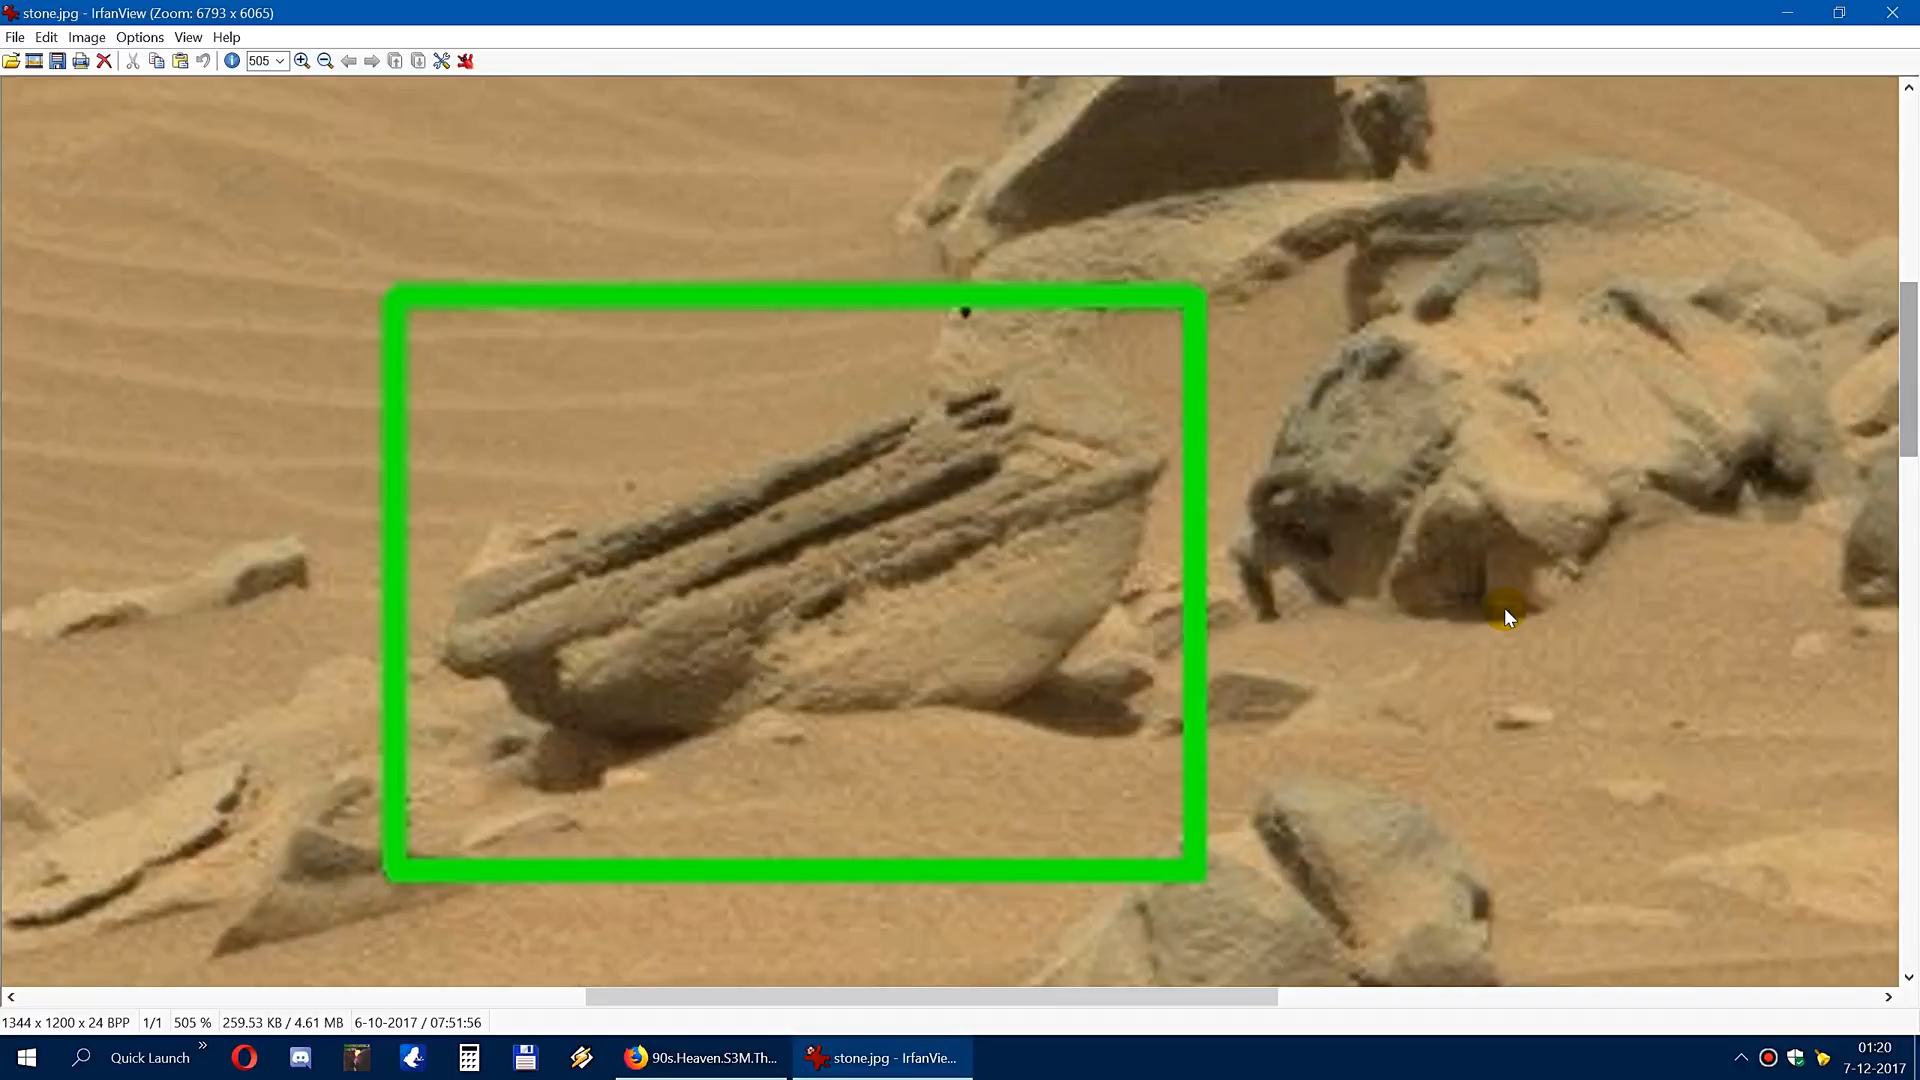 stone.jpg - IrfanView (Zoom: 6793 x 6065)
File Edit Image Options View Help
505
1344 x 1200 x 24 BPP 1/1 505 % 259.53 KB / 4.61 MB 6-10-2017 / 07:51:56
Quick Launch » 90s.Heaven.S3M.Th... stone.jpg - IrfanVie... 01:20
7-12-2017